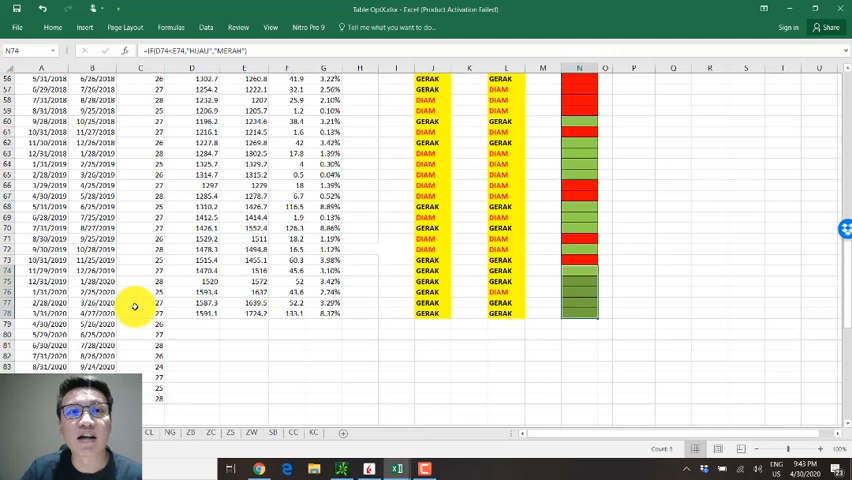 Table OptX.xlsx - Excel (Product Activation Failed)
File Home Insert Page Layout Formulas Data Review View Nitro Pro 9 Tell me what you want to do... Sign in Share
N74 fx =IF(D74<E74,"HIJAU","MERAH")
A B C D E F G H I J K L M N O P Q R S T U
56 5/31/2018 6/26/2018 26 1302.7 1260.8 41.9 3.22% GERAK GERAK
57 6/29/2018 7/26/2018 27 1254.2 1222.1 32.1 2.56% GERAK DIAM
58 7/31/2018 8/28/2018 28 1232.9 1207 25.9 2.10% DIAM DIAM
59 8/31/2018 9/25/2018 25 1206.9 1205.7 1.2 0.10% DIAM DIAM
60 9/28/2018 10/25/2018 27 1196.2 1234.6 38.4 3.21% GERAK GERAK
61 10/31/2018 11/27/2018 27 1216.1 1214.5 1.6 0.13% DIAM DIAM
62 11/30/2018 12/26/2018 26 1227.8 1269.8 42 3.42% GERAK GERAK
63 12/31/2018 1/28/2019 28 1284.7 1302.5 17.8 1.39% DIAM DIAM
64 1/31/2019 2/25/2019 25 1325.7 1329.7 4 0.30% DIAM DIAM
65 2/28/2019 3/26/2019 26 1314.7 1315.2 0.5 0.04% DIAM DIAM
66 3/29/2019 4/25/2019 27 1297 1279 18 1.39% DIAM DIAM
67 4/30/2019 5/28/2019 28 1285.4 1278.7 6.7 0.52% DIAM DIAM
68 5/31/2019 6/25/2019 25 1310.2 1426.7 116.5 8.89% GERAK GERAK
69 6/28/2019 7/25/2019 27 1412.5 1414.4 1.9 0.13% DIAM DIAM
70 7/31/2019 8/27/2019 27 1426.1 1552.4 126.3 8.86% GERAK GERAK
71 8/30/2019 9/25/2019 26 1529.2 1511 18.2 1.19% DIAM DIAM
72 9/30/2019 10/28/2019 28 1478.3 1494.8 16.5 1.12% DIAM DIAM
73 10/31/2019 11/25/2019 25 1515.4 1455.1 60.3 3.98% GERAK GERAK
74 11/29/2019 12/26/2019 27 1470.4 1516 45.6 3.10% GERAK GERAK
75 12/31/2019 1/28/2020 28 1520 1572 52 3.42% GERAK GERAK
76 1/31/2020 2/25/2020 25 1593.4 1637 43.6 2.74% GERAK DIAM
77 2/28/2020 3/26/2020 27 1587.3 1639.5 52.2 3.29% GERAK GERAK
78 3/31/2020 4/27/2020 27 1591.1 1724.2 133.1 8.37% GERAK GERAK
79 4/30/2020 5/26/2020 26
80 5/29/2020 6/25/2020 27
81 6/30/2020 7/28/2020 28
82 7/31/2020 8/26/2020 26
83 8/31/2020 9/24/2020 24
27
25
28
CL NG ZB ZC ZS ZW SB CC KC
Count: 5 100%
ENG 9:43 PM
US 4/30/2020 23